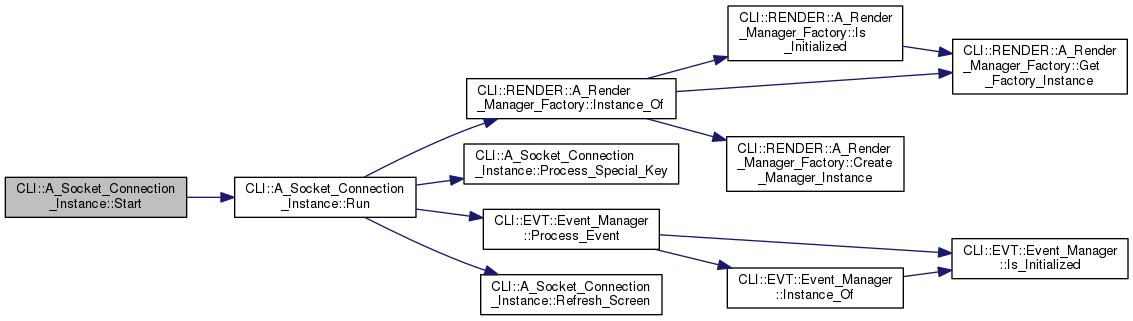 CLI::A_Socket_Connection
_Instance::Start
CLI::A_Socket_Connection
_Instance::Run
CLI::RENDER::A_Render
_Manager_Factory::Instance_Of
CLI::A_Socket_Connection
_Instance::Process_Special_Key
CLI::EVT::Event_Manager
::Process_Event
CLI::A_Socket_Connection
_Instance::Refresh_Screen
CLI::RENDER::A_Render
_Manager_Factory::Is
_Initialized
CLI::RENDER::A_Render
_Manager_Factory::Create
_Manager_Instance
CLI::EVT::Event_Manager
::Instance_Of
CLI::RENDER::A_Render
_Manager_Factory::Get
_Factory_Instance
CLI::EVT::Event_Manager
::Is_Initialized